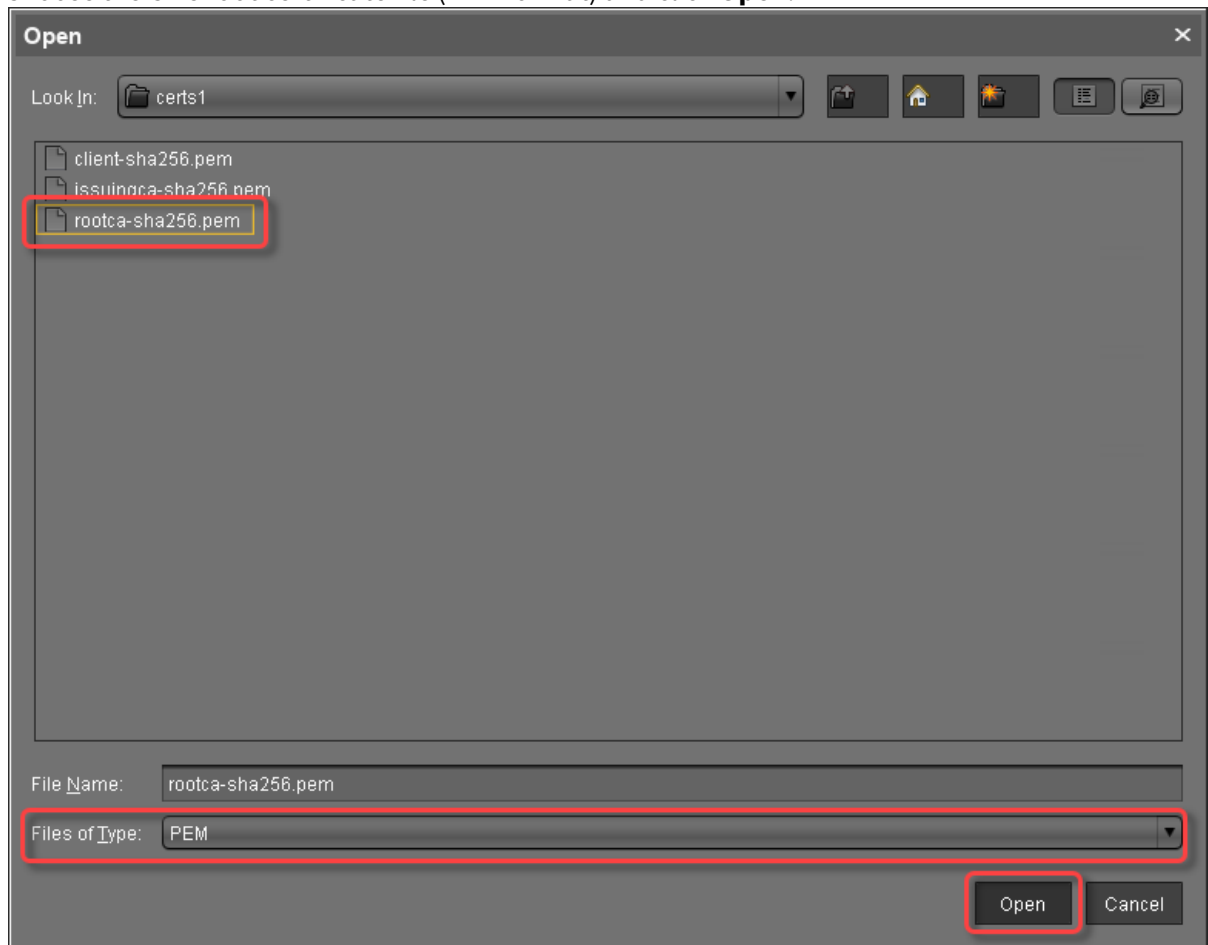 Open
Look In: certs1
client-sha256.pem
issuingca-sha256.pem
rootca-sha256.pem
File Name: rootca-sha256.pem
Files of Type: PEM
Open Cancel